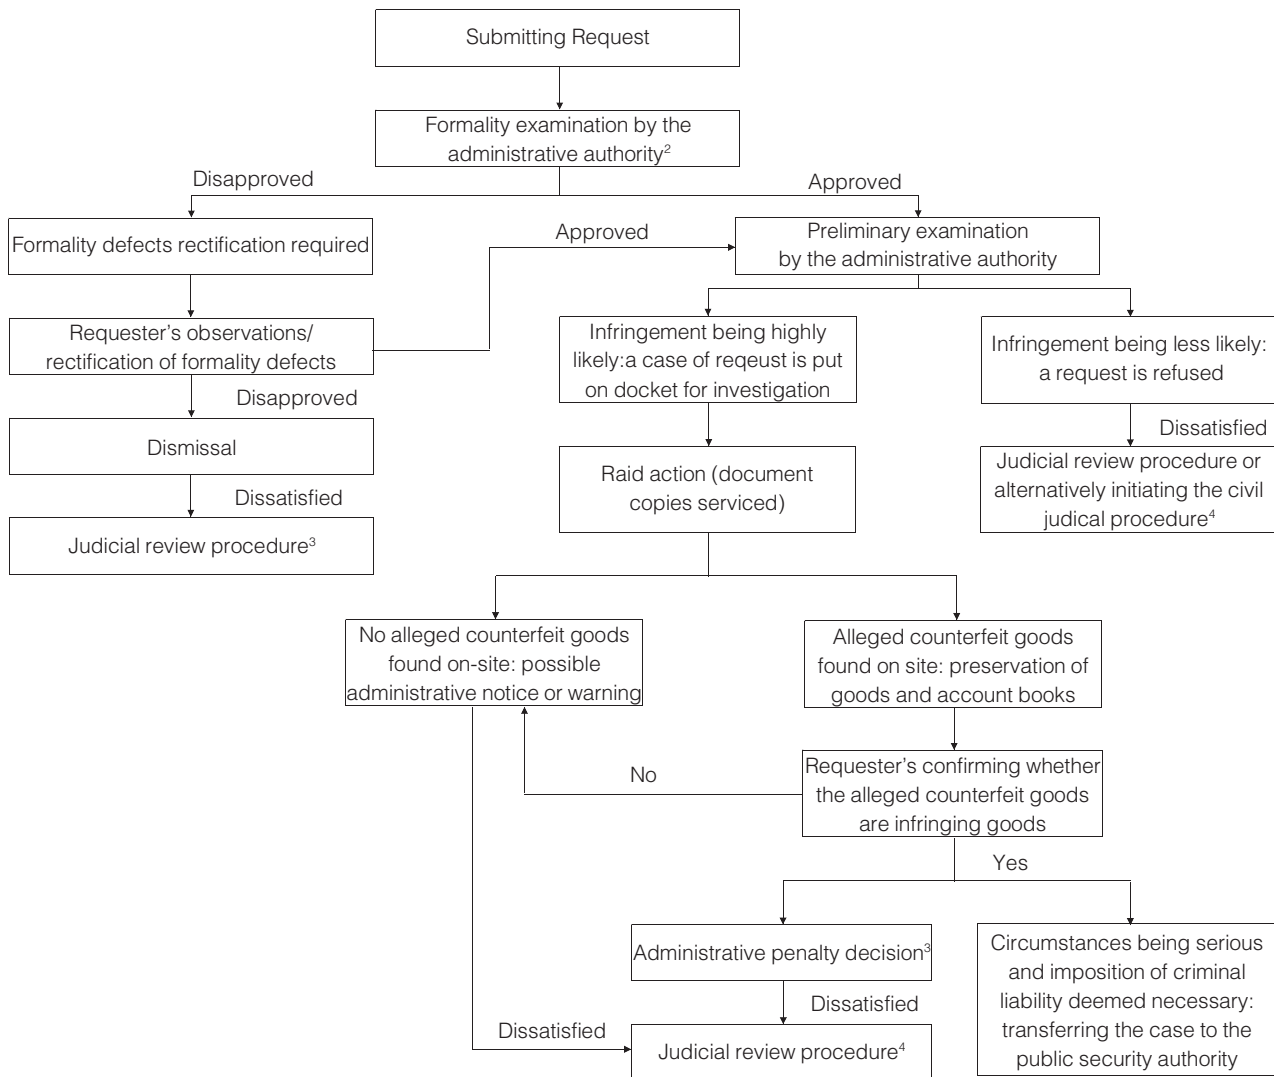 Submitting Request
Formality examination by the
administrative authority²
Disapproved
Approved
Formality defects rectification required
Approved
Preliminary examination
by the administrative authority
Requester's observations/
rectification of formality defects
Infringement being highly
likely:a case of reqeust is put
on docket for investigation
Infringement being less likely:
a request is refused
Disapproved
Dismissal
Dissatisfied
Raid action (document
copies serviced)
Judicial review procedure or
alternatively initiating the civil
judical procedure⁴
Dissatisfied
Judicial review procedure³
No alleged counterfeit goods
found on-site: possible
administrative notice or warning
Alleged counterfeit goods
found on site: preservation of
goods and account books
No
Requester's confirming whether
the alleged counterfeit goods
are infringing goods
Yes
Administrative penalty decision³
Circumstances being serious
and imposition of criminal
liability deemed necessary:
transferring the case to the
public security authority
Dissatisfied
Dissatisfied
Judicial review procedure⁴